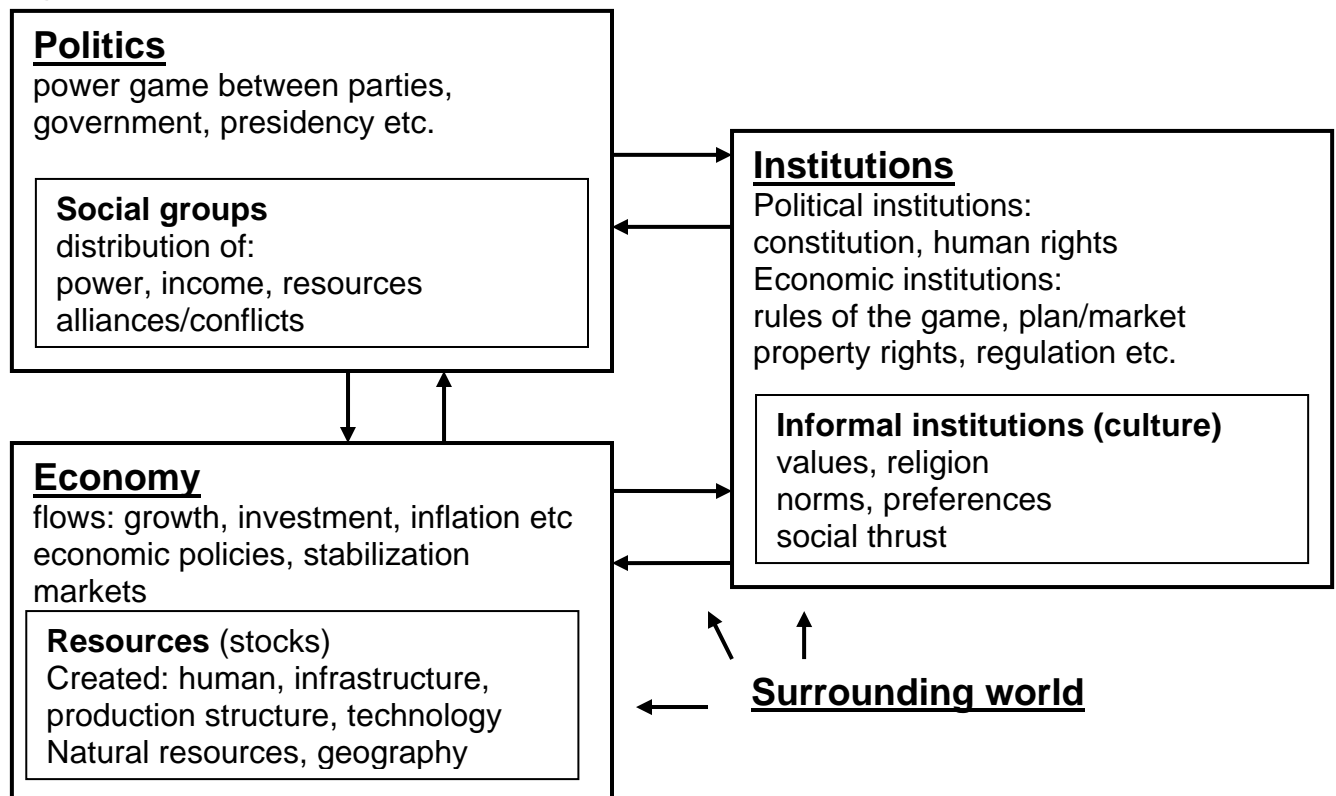 Politics
power game between parties,
government, presidency etc.
Social groups
distribution of:
power, income, resources
alliances/conflicts
Institutions
Political institutions:
constitution, human rights
Economic institutions:
rules of the game, plan/market
property rights, regulation etc.
Informal institutions (culture)
values, religion
norms, preferences
social thrust
Economy
flows: growth, investment, inflation etc
economic policies, stabilization
markets
Resources (stocks)
Created: human, infrastructure,
production structure, technology
Natural resources, geography
Surrounding world